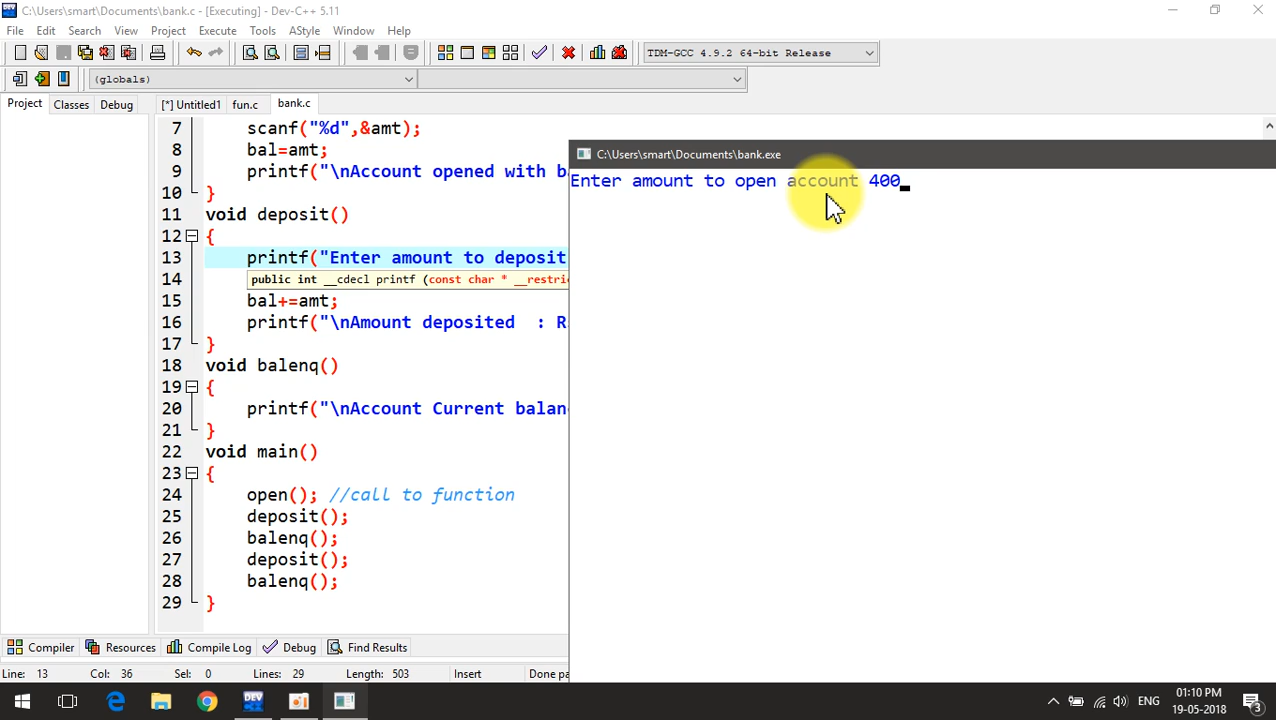 C:\Users\smart\Documents\bank.c - [Executing] - Dev-C++ 5.11
File Edit Search View Project Execute Tools AStyle Window Help
TDM-GCC 4.9.2 64-bit Release
(globals)
Project Classes Debug [*] Untitled1 fun.c bank.c
7 scanf("%d",&amt);
8 bal=amt;
9 printf("\nAccount opened with b
10 }
11 void deposit()
12 {
13 printf("Enter amount to deposit
14 public int __cdecl printf (const char * __restri
15 bal+=amt;
16 printf("\nAmount deposited  : R
17 }
18 void balenq()
19 {
20 printf("\nAccount Current balan
21 }
22 void main()
23 {
24 open(); //call to function
25 deposit();
26 balenq();
27 deposit();
28 balenq();
29 }
C:\Users\smart\Documents\bank.exe
Enter amount to open account 400
Compiler Resources Compile Log Debug Find Results
Line: 13 Col: 36 Sel: 0 Lines: 29 Length: 503 Insert Done pa
DEV ENG 01:10 PM
19-05-2018 3